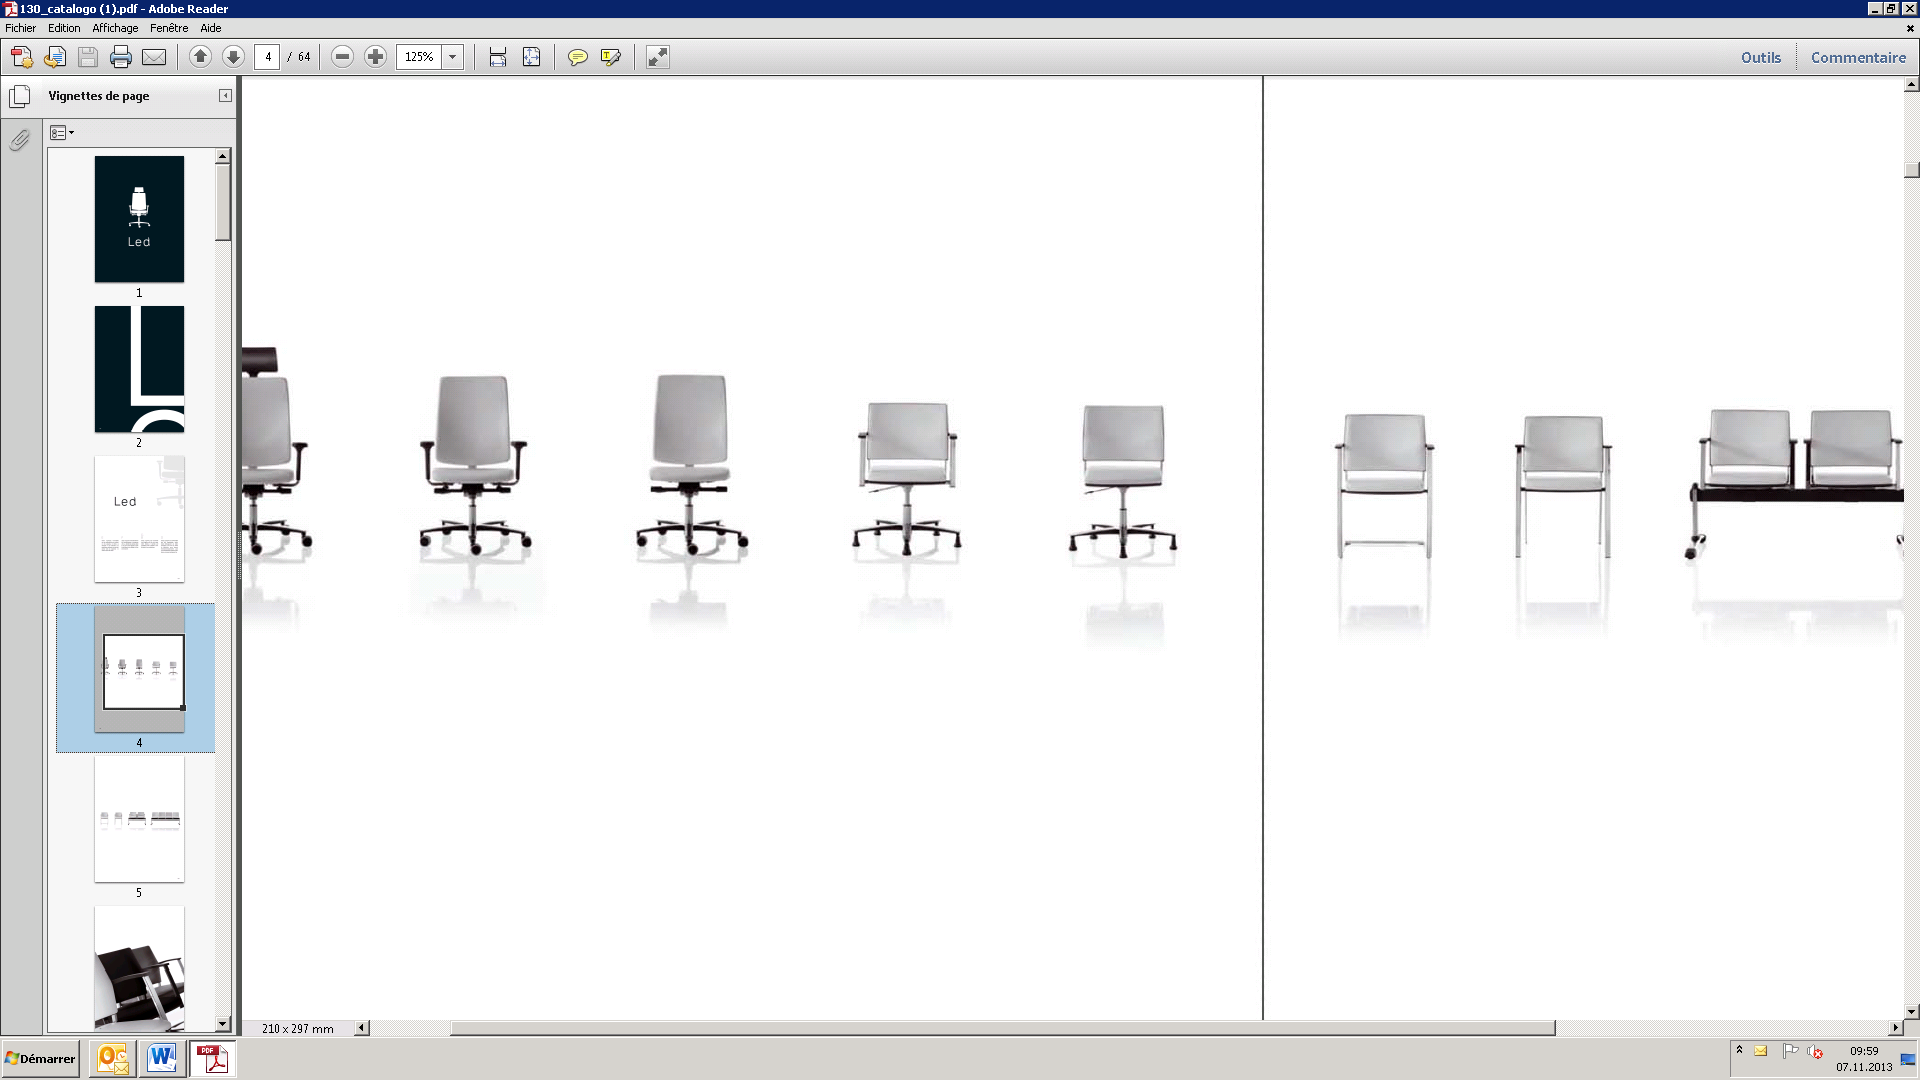 130_catalogo (1).pdf - Adobe Reader
Fichier Edition Affichage Fenêtre Aide
4 / 64 125% Outils Commentaire
Vignettes de page
Led
1
2
Led
3
4
5
210 x 297 mm
Démarrer
09:59
07.11.2013